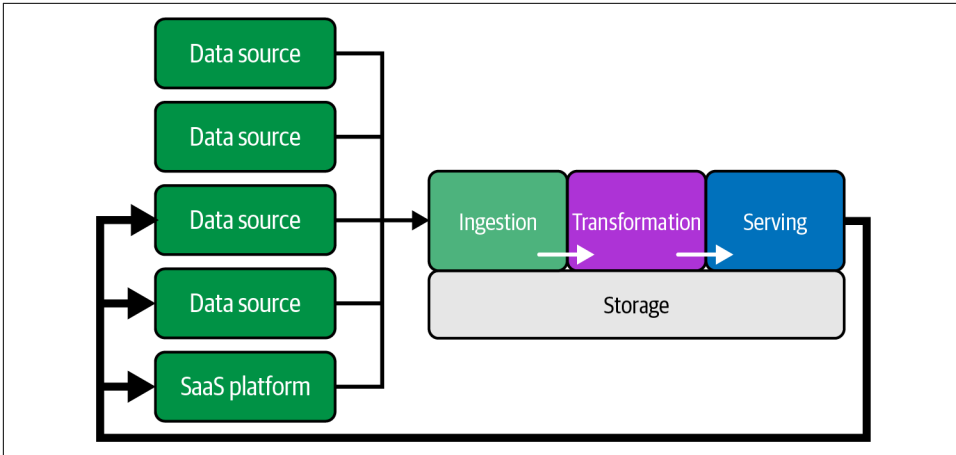 Data source
Data source
Data source
Data source
SaaS platform
Ingestion
Transformation
Serving
Storage